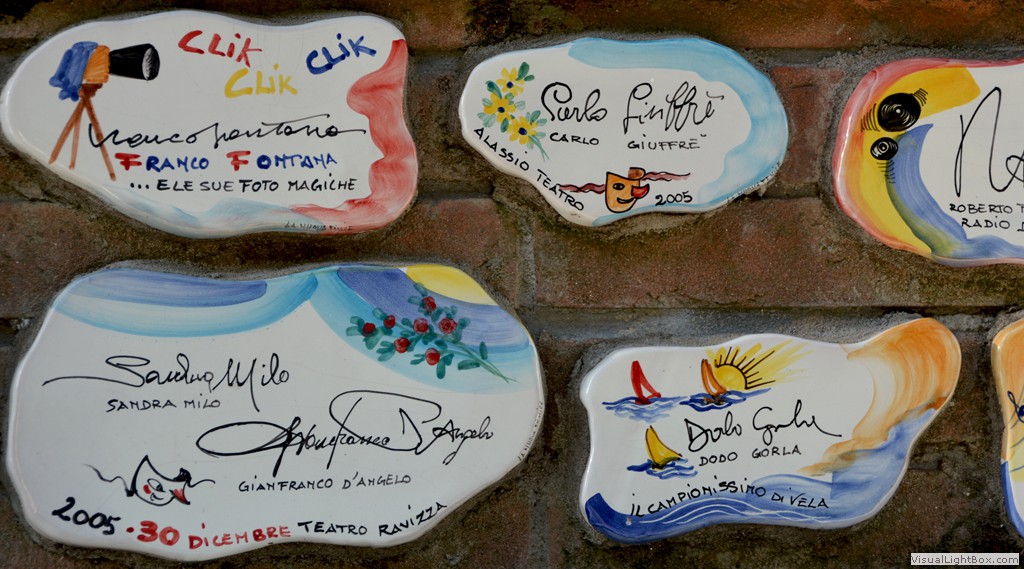 CLIK
CLIK
CLIK
Franco Fontana
FRANCO FONTANA
...E LE SUE FOTO MAGICHE
Carlo Giuffrè
CARLO GIUFFRÈ
ALASSIO TEATRO
2005
ROBERTO
RADIO
Sandra Milo
SANDRA MILO
Gianfranco D'Angelo
GIANFRANCO D'ANGELO
2005·30 DICEMBRE TEATRO RAVIZZA
Dodo Gorla
DODO GORLA
IL CAMPIONISSIMO DI VELA
VisualLightBox.com